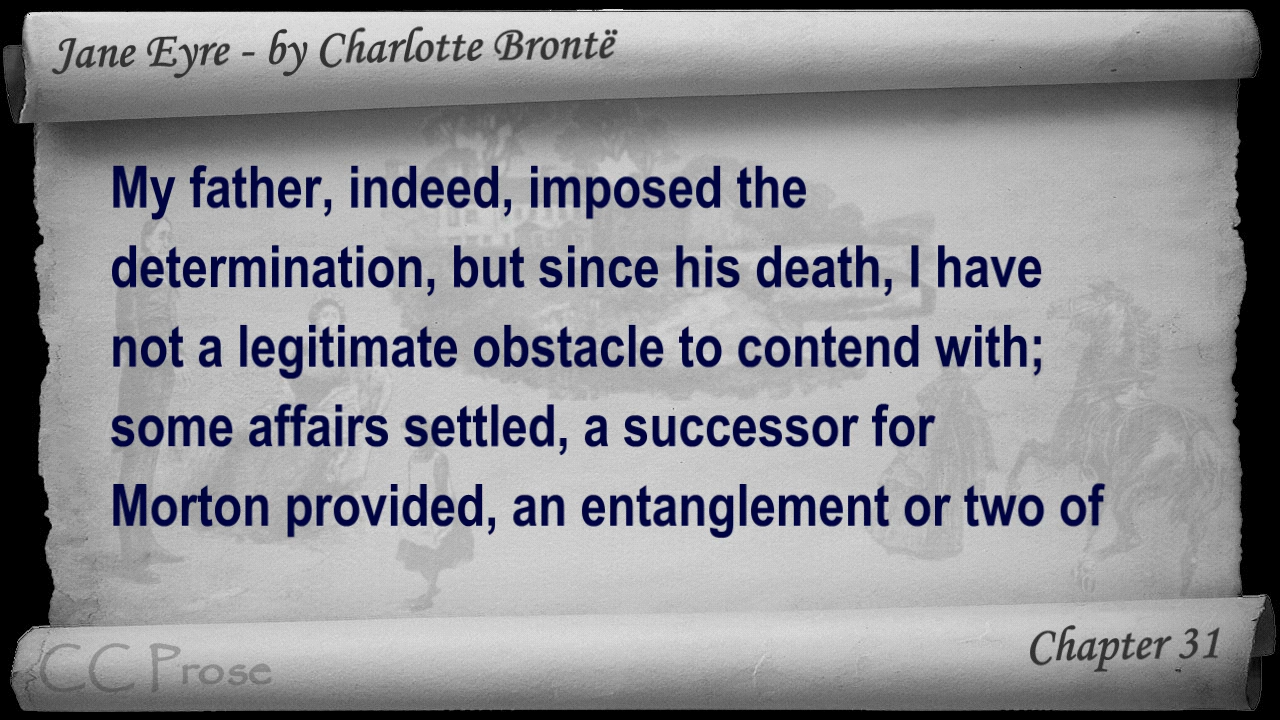 Jane Eyre - by Charlotte Brontë
My father, indeed, imposed the
determination, but since his death, I have
not a legitimate obstacle to contend with;
some affairs settled, a successor for
Morton provided, an entanglement or two of
Chapter 31
CC Prose